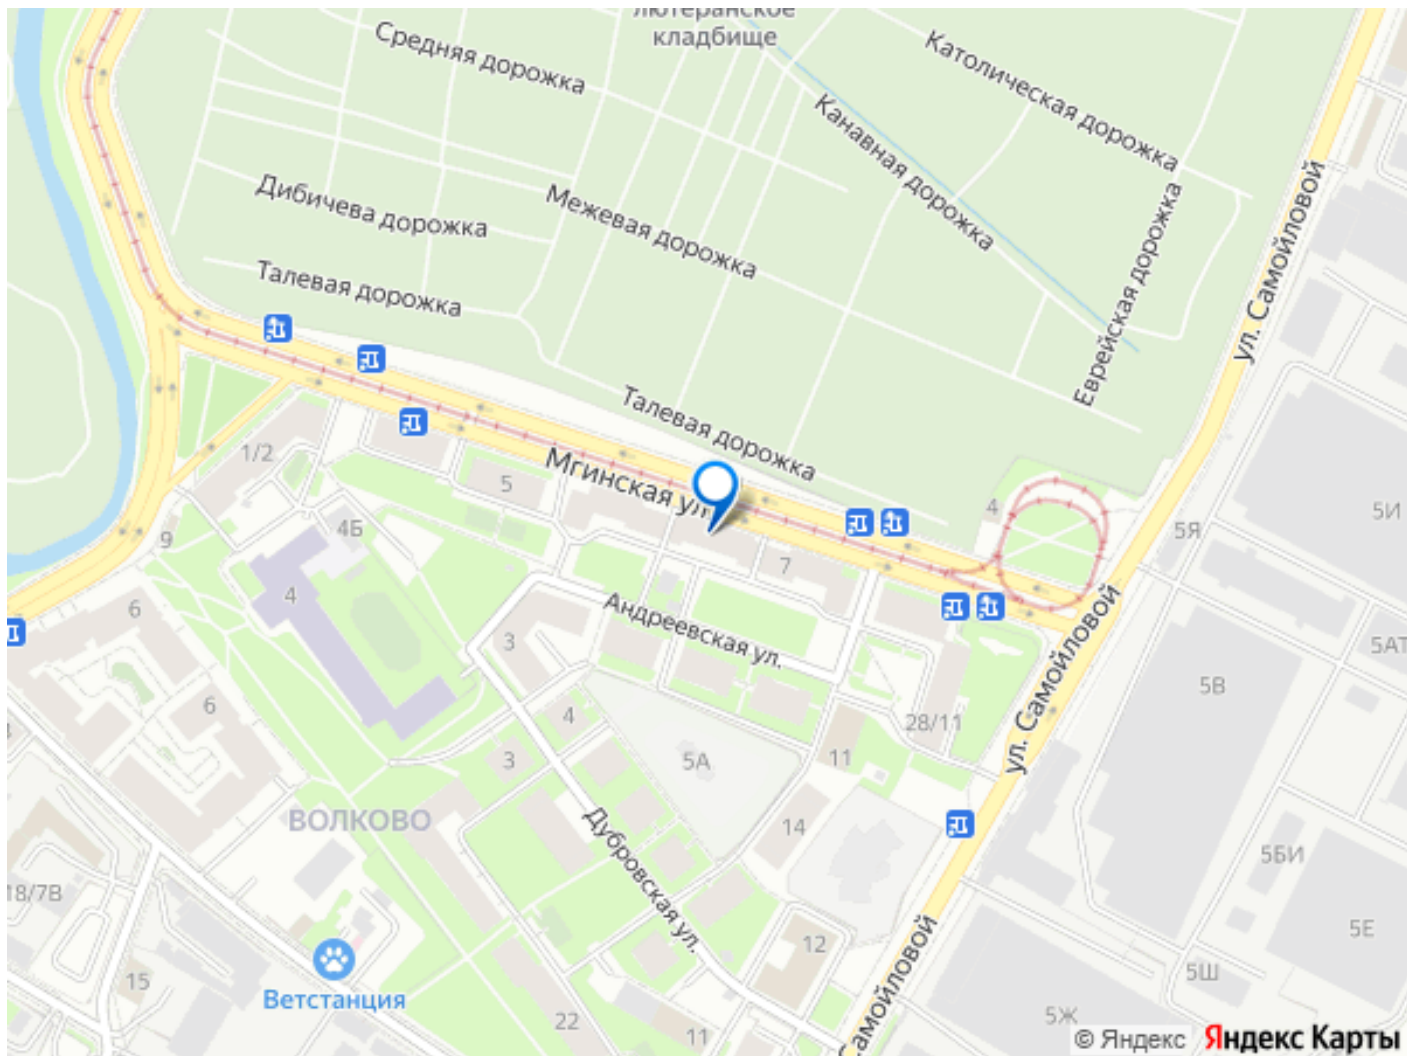 лютеранское
кладбище
Средняя дорожка
Католическая дорожка
Канавная дорожка
Дибичева дорожка
Межевая дорожка
Еврейская дорожка
ул. Самойловой
Талевая дорожка
Талевая дорожка
1/2
5
Мгинская ул.
4
5И
5Я
4Б
9
7
4
6
Андреевская ул.
ул. Самойловой
3
5АТ
5В
6
4
28/11
3
5А
11
ВОЛКОВО
14
Дубровская ул.
5БИ
18/7В
12
5Е
15
5Ш
Ветстанция
22
11
Самойловой
5Ж
© Яндекс
Яндекс Карты